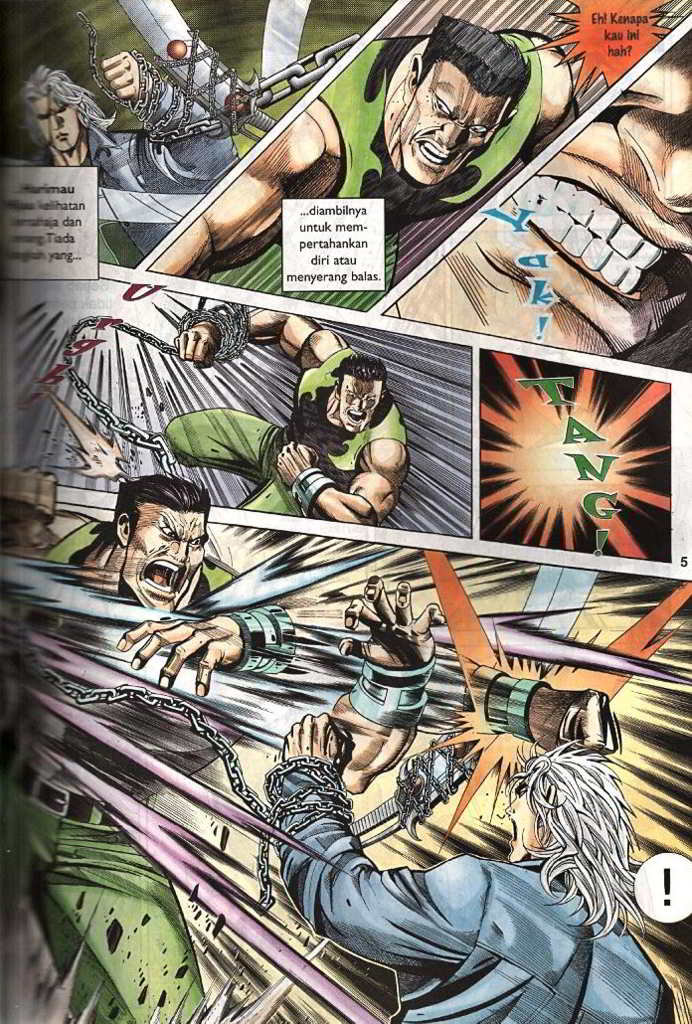 Eh! Kenapa
kau ini
hah?
Harimau
kelihatan
dan
Tiada
yang...
...diambilnya
untuk mem-
pertahankan
diri atau
menyerang balas.
Yak!
Urghh!
TANG!
5
!